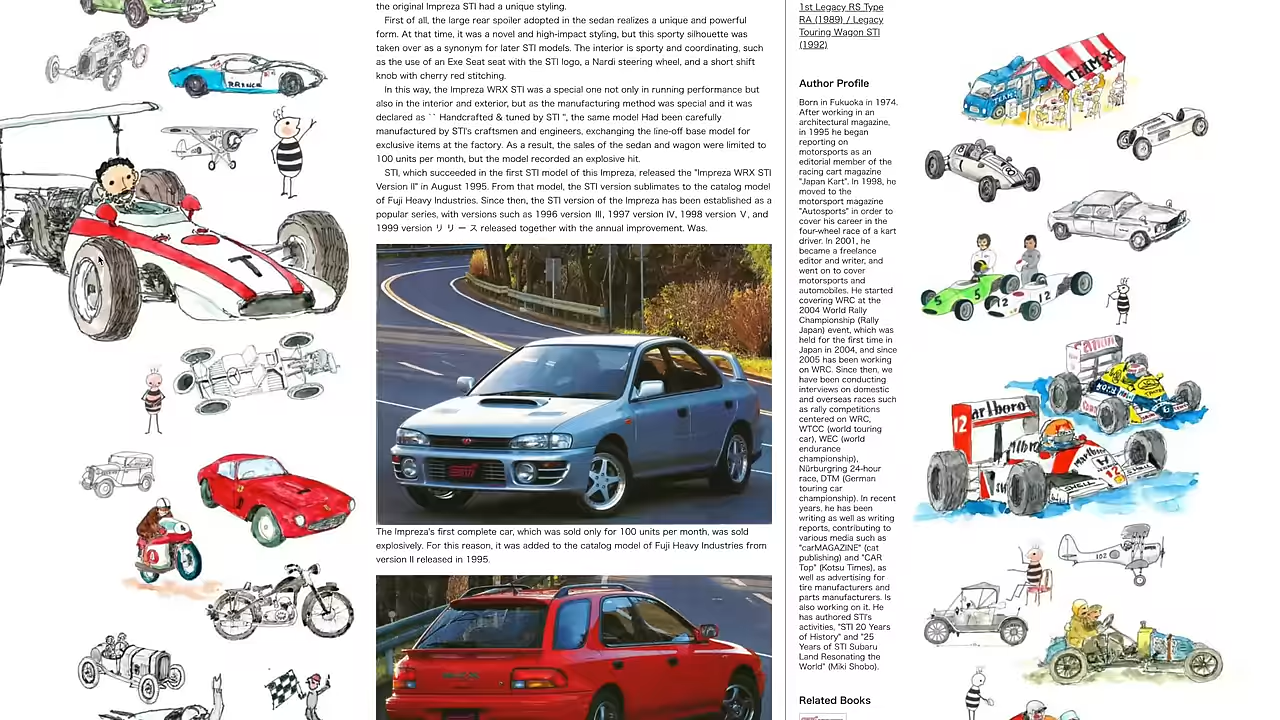 the original Impreza STI had a unique styling.
First of all, the large rear spoiler adopted in the sedan realizes a unique and powerful
form. At that time, it was a novel and high-impact styling, but this sporty silhouette was
taken over as a synonym for later STI models. The interior is sporty and coordinating, such
as the use of an Exe Seat seat with the STI logo, a Nardi steering wheel, and a short shift
knob with cherry red stitching.
In this way, the Impreza WRX STI was a special one not only in running performance but
also in the interior and exterior, but as the manufacturing method was special and it was
declared as `` Handcrafted & tuned by STI ", the same model Had been carefully
manufactured by STI's craftsmen and engineers, exchanging the line-off base model for
exclusive items at the factory. As a result, the sales of the sedan and wagon were limited to
100 units per month, but the model recorded an explosive hit.
STI, which succeeded in the first STI model of this Impreza, released the "Impreza WRX STI
Version II" in August 1995. From that model, the STI version sublimates to the catalog model
of Fuji Heavy Industries. Since then, the STI version of the Impreza has been established as a
popular series, with versions such as 1996 version III, 1997 version IV, 1998 version V, and
1999 version リリース released together with the annual improvement. Was.
STI
The Impreza's first complete car, which was sold only for 100 units per month, was sold
explosively. For this reason, it was added to the catalog model of Fuji Heavy Industries from
version II released in 1995.
1st Legacy RS Type
RA (1989) / Legacy
Touring Wagon STI
(1992)
Author Profile
Born in Fukuoka in 1974.
After working in an
architectural magazine,
in 1995 he began
reporting on
motorsports as an
editorial member of the
racing cart magazine
"Japan Kart". In 1998, he
moved to the
motorsport magazine
"Autosports" in order to
cover his career in the
four-wheel race of a kart
driver. In 2001, he
became a freelance
editor and writer, and
went on to cover
motorsports and
automobiles. He started
covering WRC at the
2004 World Rally
Championship (Rally
Japan) event, which was
held for the first time in
Japan in 2004, and since
2005 has been working
on WRC. Since then, we
have been conducting
interviews on domestic
and overseas races such
as rally competitions
centered on WRC,
WTCC (world touring
car), WEC (world
endurance
championship),
Nürburgring 24-hour
race, DTM (German
touring car
championship). In recent
years, he has been
writing as well as writing
reports, contributing to
various media such as
"carMAGAZINE" (cat
publishing) and "CAR
Top" (Kotsu Times), as
well as advertising for
tire manufacturers and
parts manufacturers. Is
also working on it. He
has authored STI's
activities, "STI 20 Years
of History" and "25
Years of STI Subaru
Land Resonating the
World" (Miki Shobo).
Related Books
PRINCE
T
TEAM-X
TEAM
10
5
12
Canon
12
Marlboro
Marlboro
12
SHELL
102